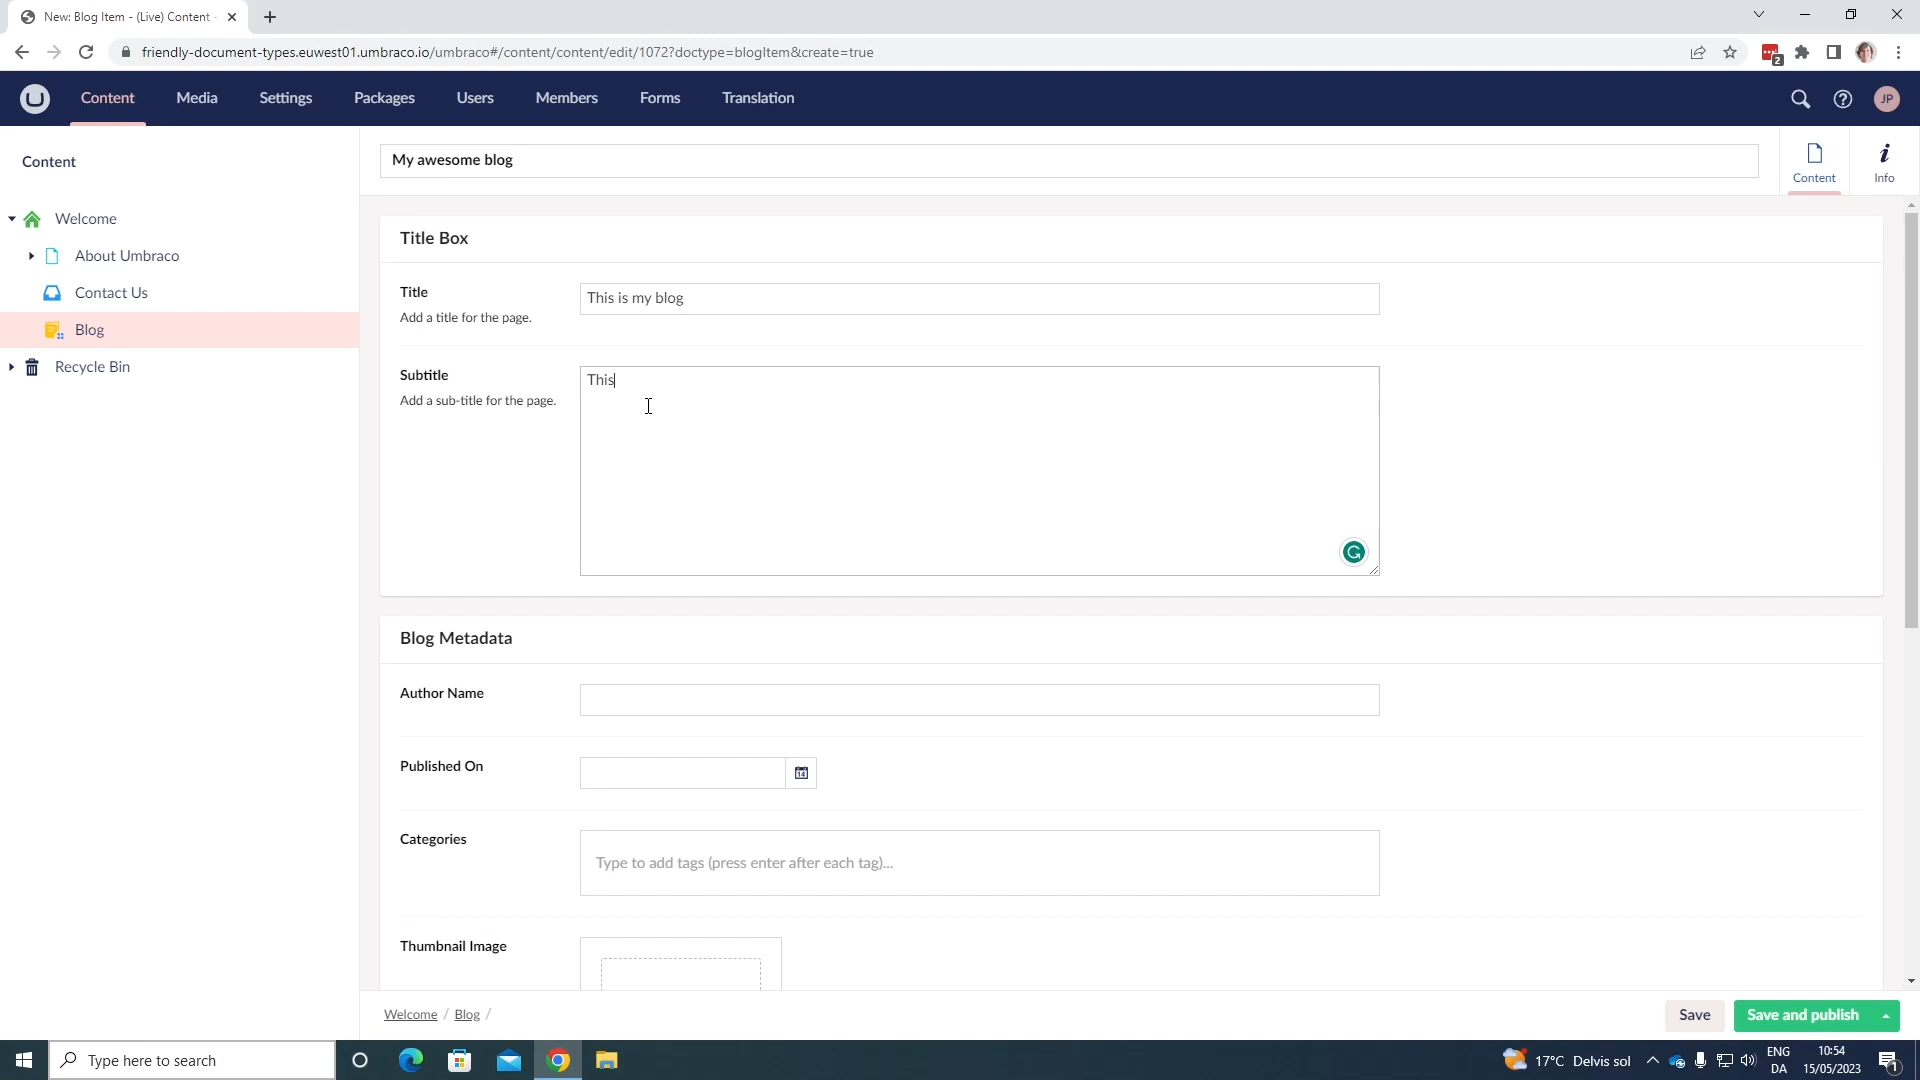 New: Blog Item - (Live) Content -
friendly-document-types.euwest01.umbraco.io/umbraco#/content/content/edit/1072?doctype=blogItem&create=true
2
Content
Media
Settings
Packages
Users
Members
Forms
Translation
JP
Content
Welcome
About Umbraco
Contact Us
Blog
Recycle Bin
My awesome blog
Content
Info
Title Box
Title
Add a title for the page.
This is my blog
Subtitle
Add a sub-title for the page.
This
Blog Metadata
Author Name
Published On
14
Categories
Type to add tags (press enter after each tag)...
Thumbnail Image
Welcome / Blog /
Save
Save and publish
Type here to search
17°C Delvis sol
ENG
DA
10:54
15/05/2023
1